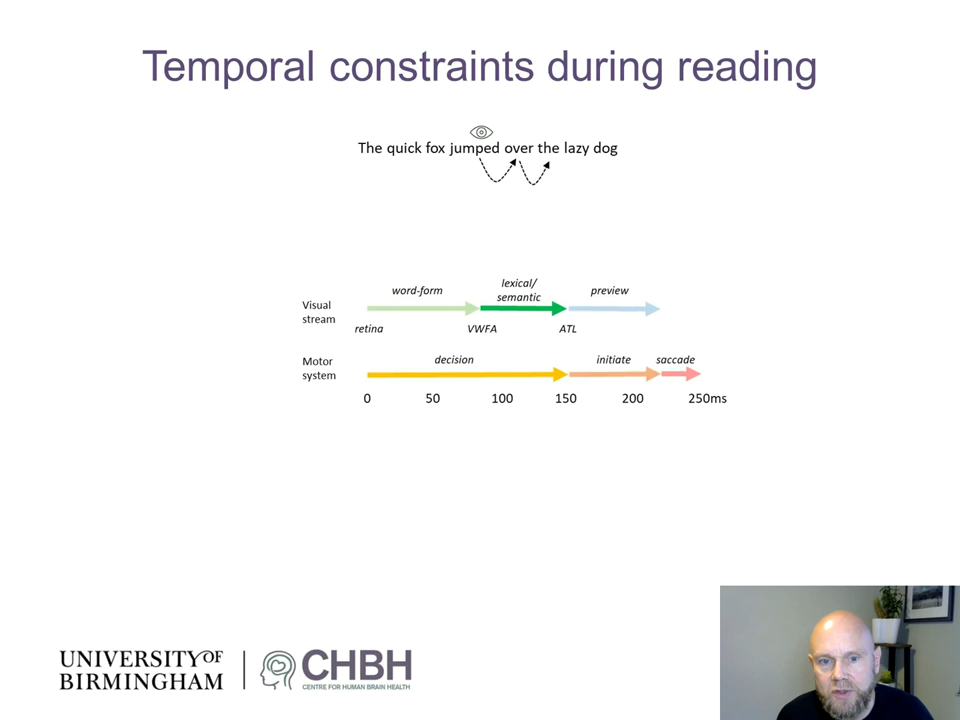 Temporal constraints during reading
The quick fox jumped over the lazy dog
lexical/
word-form semantic preview
Visual
stream
retina VWFA ATL
Motor decision initiate saccade
system
0 50 100 150 200 250ms
UNIVERSITYOF
BIRMINGHAM
CHBH
CENTRE FOR HUMAN BRAIN HEALTH